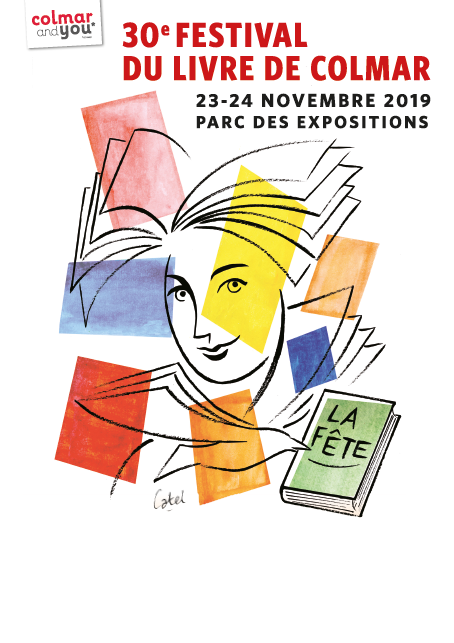 colmar
and you*
30e FESTIVAL
DU LIVRE DE COLMAR
23-24 NOVEMBRE 2019
PARC DES EXPOSITIONS
LA
FÊTE
Catel